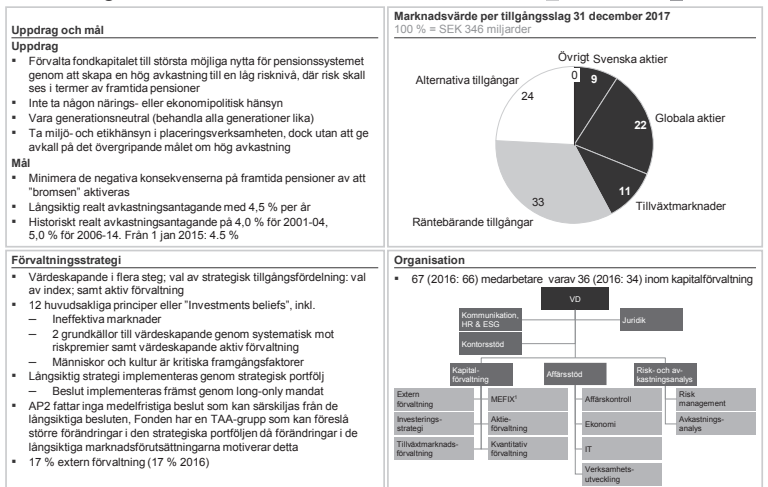 Uppdrag och mål
Uppdrag
▪ Förvalta fondkapitalet till största möjliga nytta för pensionssystemet
genom att skapa en hög avkastning till en låg risknivå, där risk skall
ses i termer av framtida pensioner
▪ Inte ta någon närings- eller ekonomipolitisk hänsyn
▪ Vara generationsneutral (behandla alla generationer lika)
▪ Ta miljö- och etikhänsyn i placeringsverksamheten, dock utan att ge
avkall på det övergripande målet om hög avkastning
Mål
▪ Minimera de negativa konsekvenserna på framtida pensioner av att
"bromsen" aktiveras
▪ Långsiktig realt avkastningsantagande med 4,5 % per år
▪ Historiskt realt avkastningsantagande på 4,0 % för 2001-04,
5,0 % för 2006-14. Från 1 jan 2015: 4.5 %
Marknadsvärde per tillgångsslag 31 december 2017
100 % = SEK 346 miljarder
Övrigt
Svenska aktier
Alternativa tillgångar
0
9
24
22
Globala aktier
11
33
Tillväxtmarknader
Räntebärande tillgångar
Förvaltningsstrategi
▪ Värdeskapande i flera steg; val av strategisk tillgångsfördelning: val
av index; samt aktiv förvaltning
▪ 12 huvudsakliga principer eller "Investments beliefs", inkl.
– Ineffektiva marknader
– 2 grundkällor till värdeskapande genom systematisk mot
riskpremier samt värdeskapande aktiv förvaltning
– Människor och kultur är kritiska framgångsfaktorer
▪ Långsiktig strategi implementeras genom strategisk portfölj
– Beslut implementeras främst genom long-only mandat
▪ AP2 fattar inga medelfristiga beslut som kan särskiljas från de
långsiktiga besluten, Fonden har en TAA-grupp som kan föreslå
större förändringar i den strategiska portföljen då förändringar i de
långsiktiga marknadsförutsättningarna motiverar detta
▪ 17 % extern förvaltning (17 % 2016)
Organisation
▪ 67 (2016: 66) medarbetare varav 36 (2016: 34) inom kapitalförvaltning
VD
Kommunikation,
HR & ESG
Juridik
Kontorsstöd
Kapital-
förvaltning
Affärsstöd
Risk- och av-
kastningsanalys
Extern
förvaltning
MEFIX¹
Affärskontroll
Risk
management
Investerings-
strategi
Aktie-
förvaltning
Ekonomi
Avkastnings-
analys
Tillväxtmarknads-
förvaltning
Kvantitativ
förvaltning
IT
Verksamhets-
utveckling